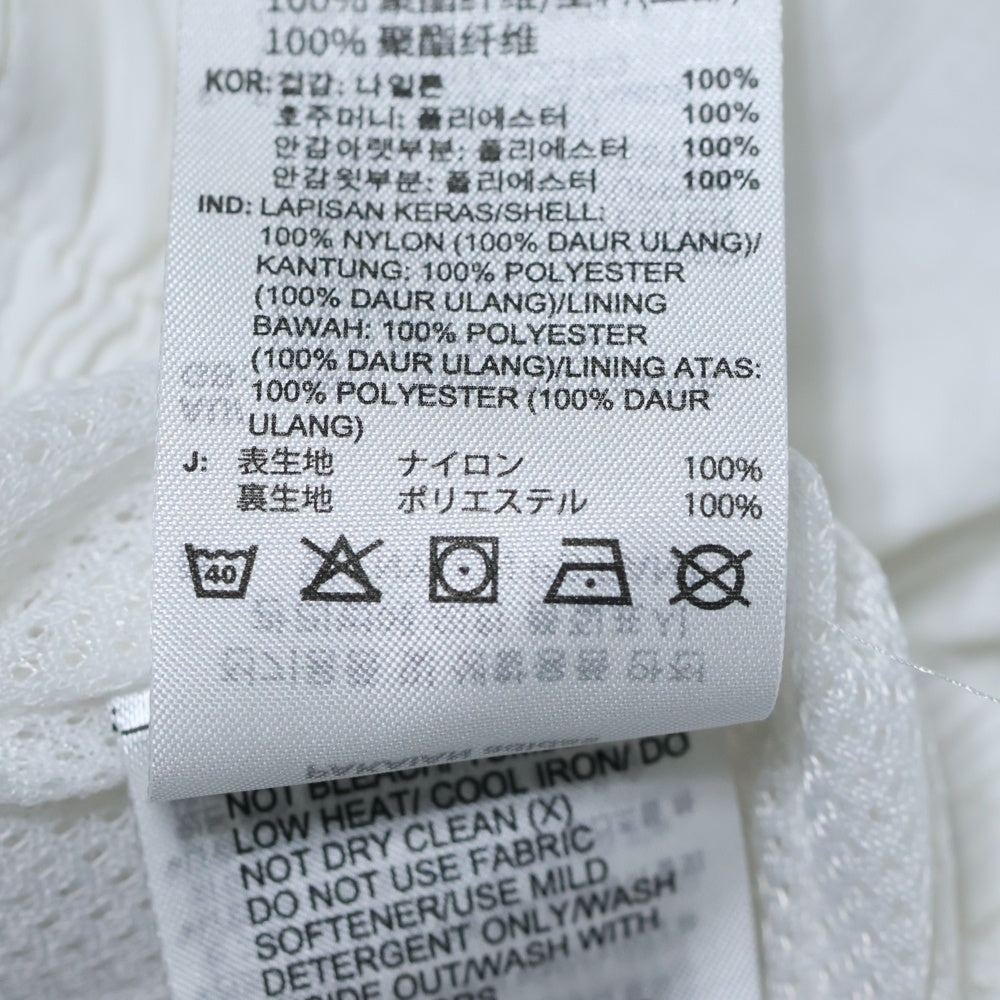 100% 聚酯纤维
KOR: 겉감: 나일론 100%
호주머니: 폴리에스터 100%
안감아랫부분: 폴리에스터 100%
안감윗부분: 폴리에스터 100%
IND: LAPISAN KERAS/SHELL:
100% NYLON (100% DAUR ULANG)/
KANTUNG: 100% POLYESTER
(100% DAUR ULANG)/LINING
BAWAH: 100% POLYESTER
(100% DAUR ULANG)/LINING ATAS:
100% POLYESTER (100% DAUR
ULANG)
J: 表生地 ナイロン 100%
裏生地 ポリエステル 100%
40
NOT BLEACH/
LOW HEAT/ COOL IRON/ DO
NOT DRY CLEAN (X)
DO NOT USE FABRIC
SOFTENER/USE MILD
DETERGENT ONLY/WASH
OUT/WASH WITH